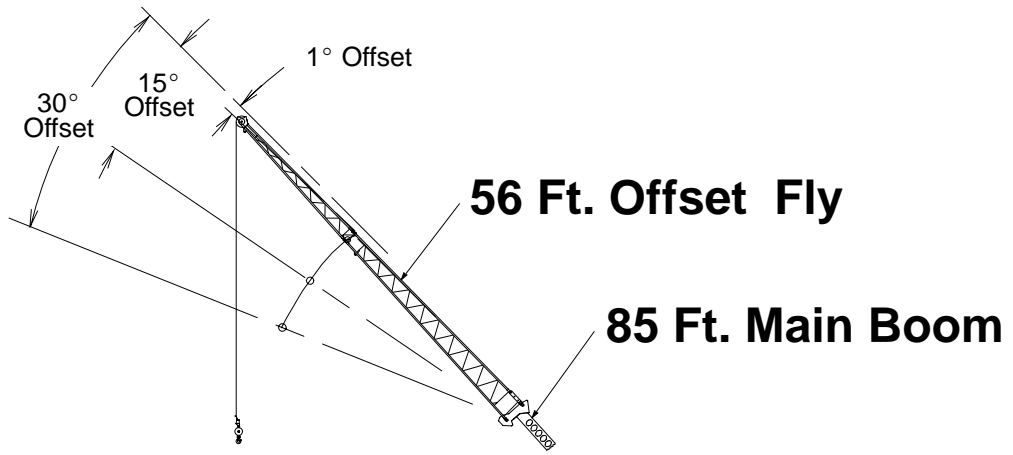 1° Offset
15°
Offset
30°
Offset
56 Ft. Offset Fly
85 Ft. Main Boom